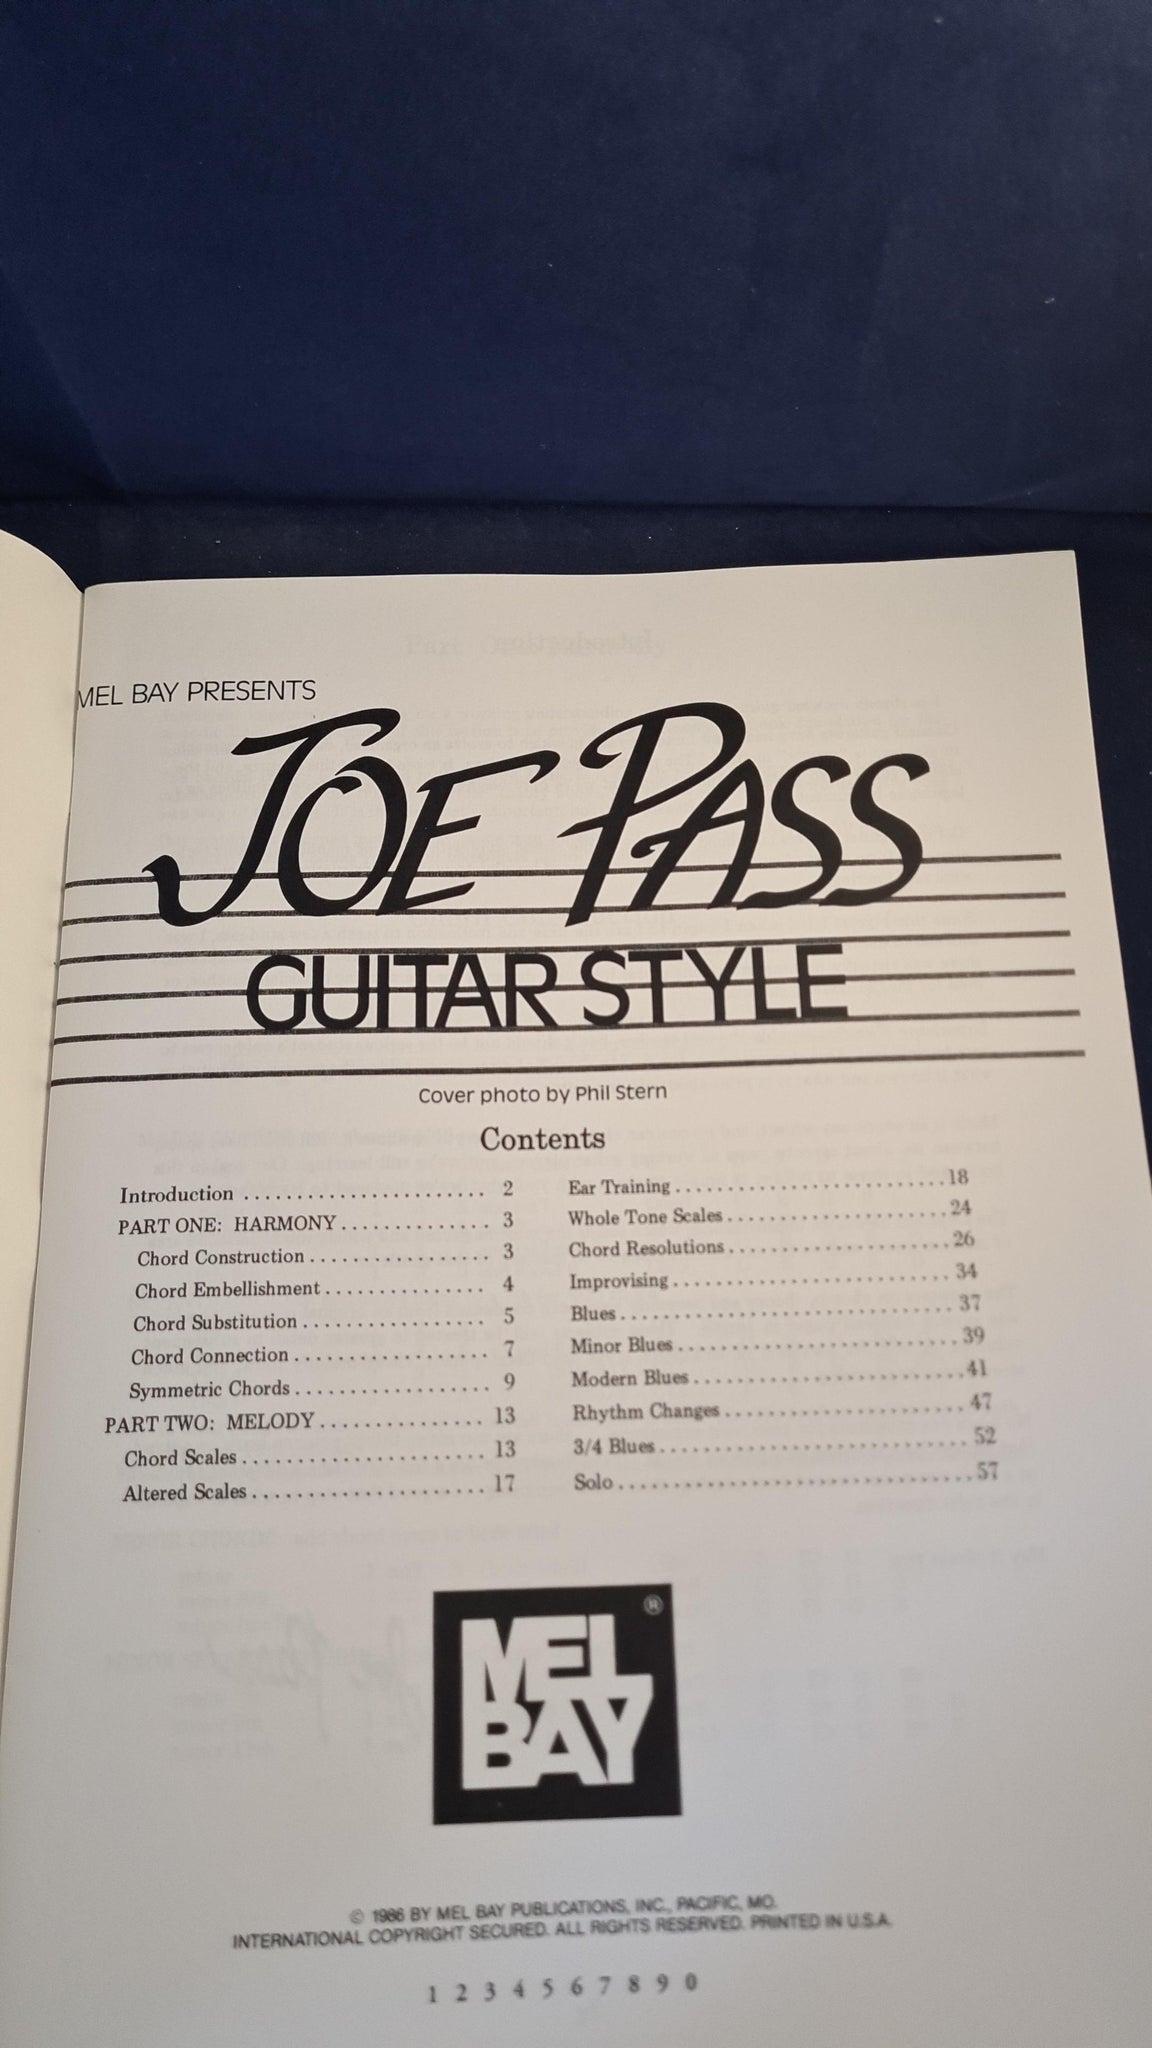 MEL BAY PRESENTS
JOE PASS
GUITAR STYLE
Cover photo by Phil Stern
Contents
Introduction ....................... 2
PART ONE: HARMONY.............. 3
Chord Construction................. 3
Chord Embellishment............... 4
Chord Substitution................. 5
Chord Connection.................. 7
Symmetric Chords.................. 9
PART TWO: MELODY............... 13
Chord Scales...................... 13
Altered Scales.................... 17
Ear Training.........................18
Whole Tone Scales...................24
Chord Resolutions...................26
Improvising.........................34
Blues...............................37
Minor Blues.........................39
Modern Blues........................41
Rhythm Changes.....................47
3/4 Blues...........................52
Solo................................57
MEL
BAY
®
© 1986 BY MEL BAY PUBLICATIONS, INC., PACIFIC, MO.
INTERNATIONAL COPYRIGHT SECURED. ALL RIGHTS RESERVED. PRINTED IN U.S.A.
1 2 3 4 5 6 7 8 9 0